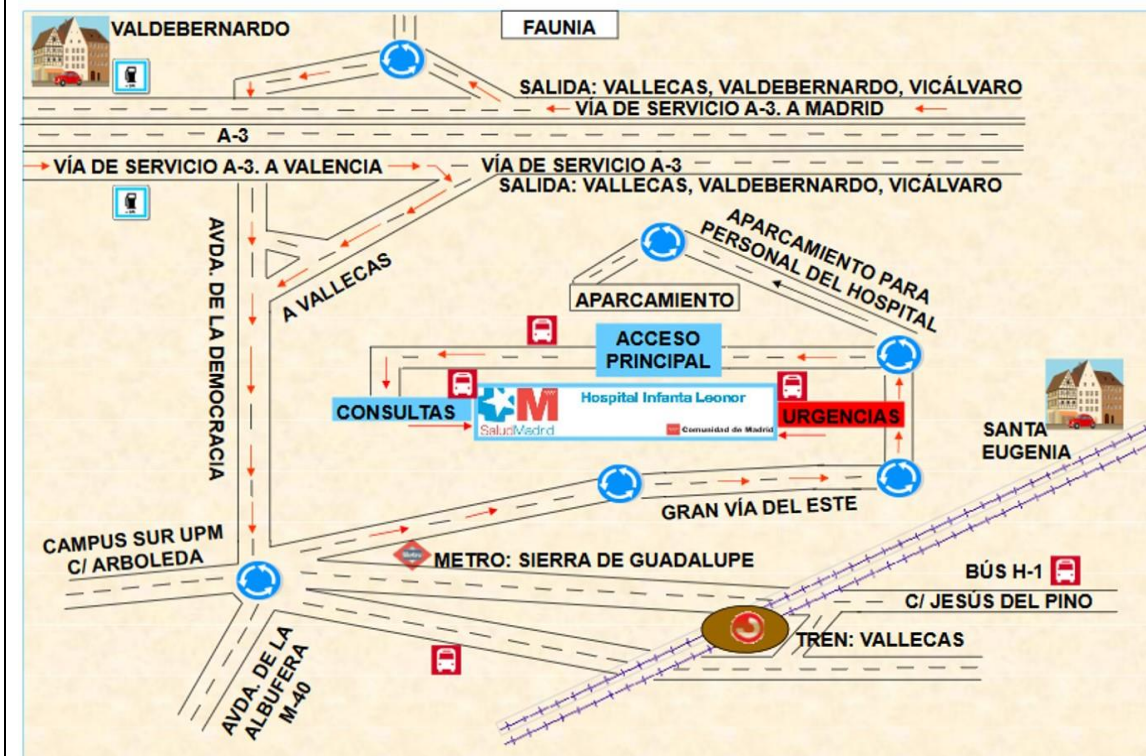 VALDEBERNARDO
FAUNIA
SALIDA: VALLECAS, VALDEBERNARDO, VICÁLVARO
VÍA DE SERVICIO A-3. A MADRID
A-3
VÍA DE SERVICIO A-3. A VALENCIA
VÍA DE SERVICIO A-3
SALIDA: VALLECAS, VALDEBERNARDO, VICÁLVARO
AVDA. DE LA DEMOCRACIA
A VALLECAS
APARCAMIENTO PARA
PERSONAL DEL HOSPITAL
APARCAMIENTO
ACCESO
PRINCIPAL
CONSULTAS
SaludMadrid
Hospital Infanta Leonor
Comunidad de Madrid
URGENCIAS
SANTA
EUGENIA
GRAN VÍA DEL ESTE
CAMPUS SUR UPM
C/ ARBOLEDA
Metro
METRO: SIERRA DE GUADALUPE
BÚS H-1
C/ JESÚS DEL PINO
TREN: VALLECAS
AVDA. DE LA
ALBUFERA
M-40